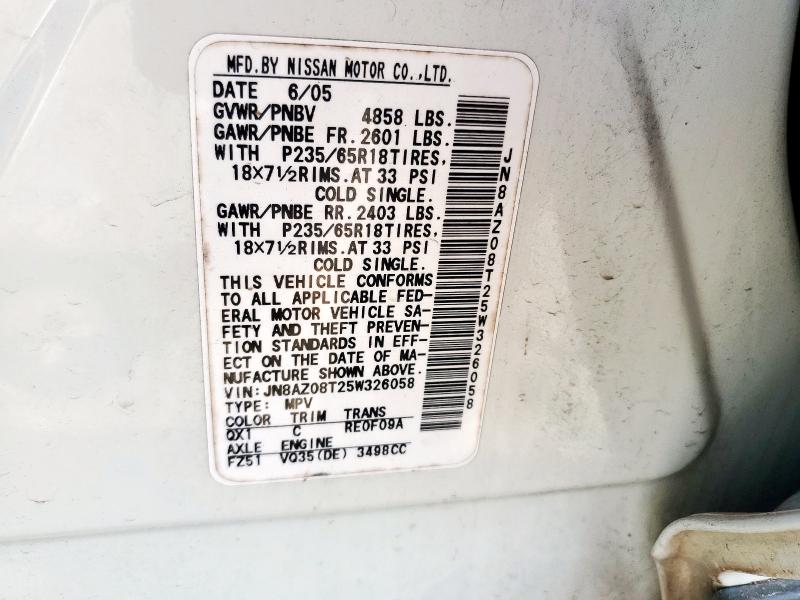 MFD.BY NISSAN MOTOR CO.,LTD.
DATE 6/05
GVWR/PNBV 4858 LBS.
GAWR/PNBE FR.2601 LBS.
WITH P235/65R18TIRES,
18×7½RIMS.AT 33 PSI
COLD SINGLE.
GAWR/PNBE RR.2403 LBS.
WITH P235/65R18TIRES,
18×7½RIMS.AT 33 PSI
COLD SINGLE.
THIS VEHICLE CONFORMS
TO ALL APPLICABLE FED-
ERAL MOTOR VEHICLE SA-
FETY AND THEFT PREVEN-
TION STANDARDS IN EFF-
ECT ON THE DATE OF MA-
NUFACTURE SHOWN ABOVE.
VIN:JN8AZ08T25W326058
TYPE: MPV
COLOR TRIM TRANS
QX1 C RE0F09A
AXLE ENGINE
FZ51 VQ35(DE) 3498CC
JN8AZ08T25W326058